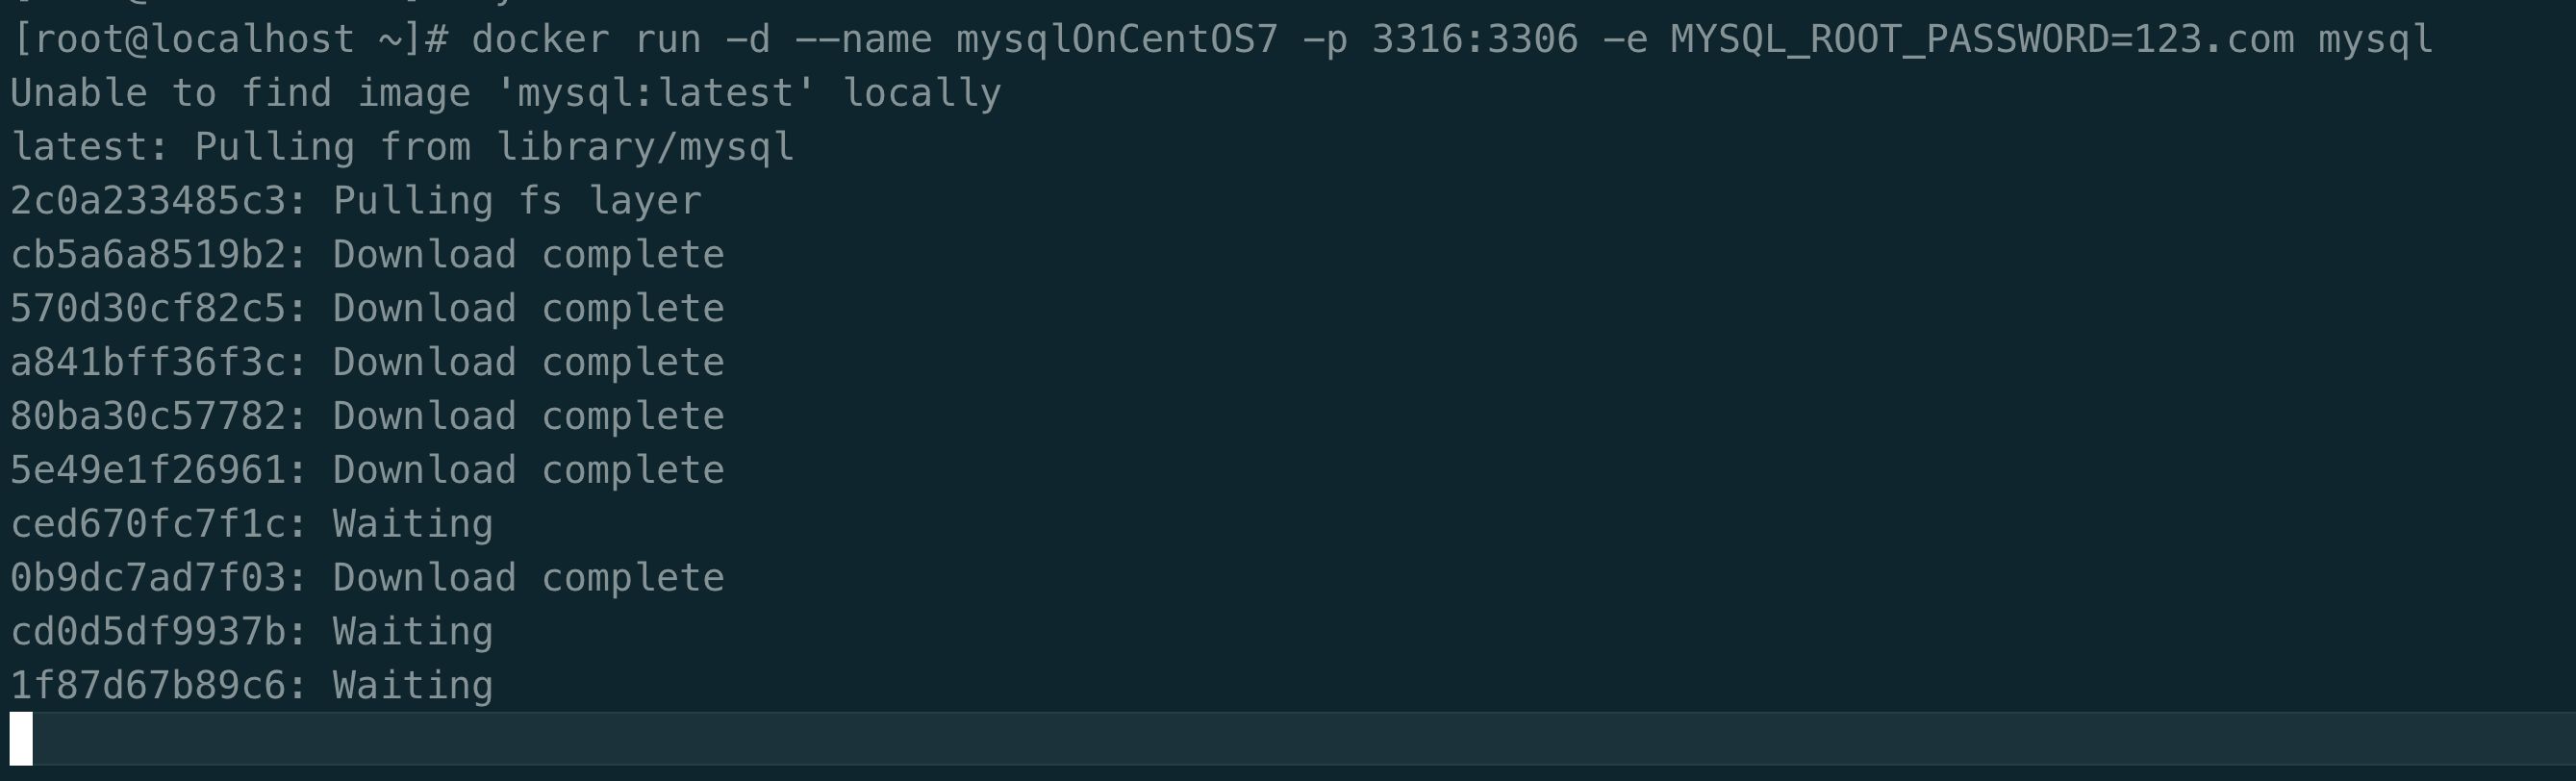 [root@localhost ~]# docker run -d --name mysqlOnCentOS7 -p 3316:3306 -e MYSQL_ROOT_PASSWORD=123.com mysql
Unable to find image 'mysql:latest' locally
latest: Pulling from library/mysql
2c0a233485c3: Pulling fs layer
cb5a6a8519b2: Download complete
570d30cf82c5: Download complete
a841bff36f3c: Download complete
80ba30c57782: Download complete
5e49e1f26961: Download complete
ced670fc7f1c: Waiting
0b9dc7ad7f03: Download complete
cd0d5df9937b: Waiting
1f87d67b89c6: Waiting